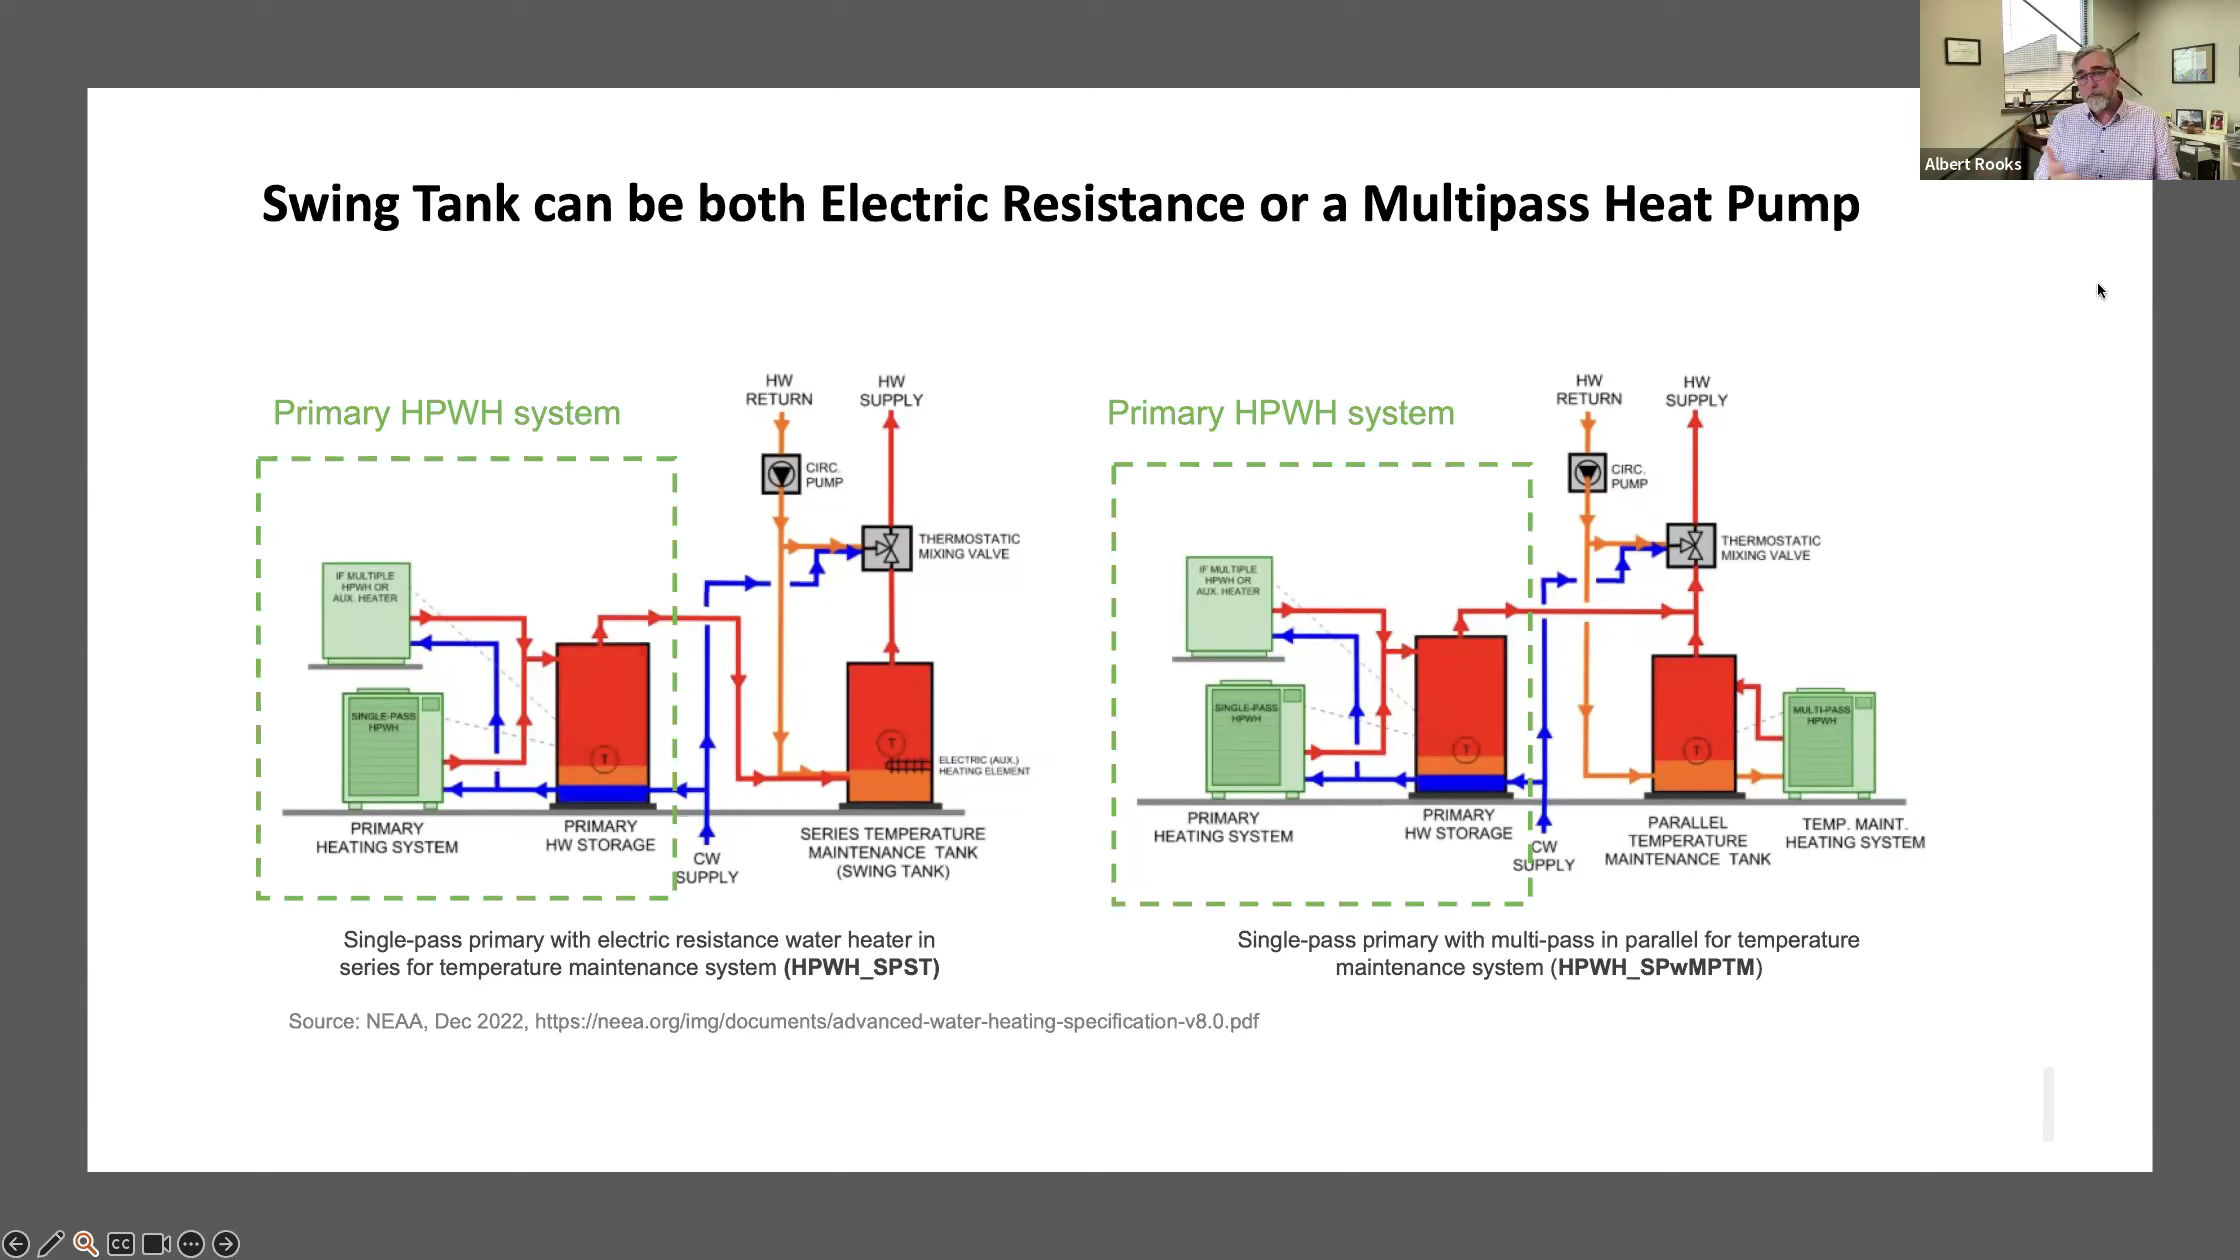 Albert Rooks
Swing Tank can be both Electric Resistance or a Multipass Heat Pump
Primary HPWH system
HW
RETURN
HW
SUPPLY
CIRC.
PUMP
THERMOSTATIC
MIXING VALVE
IF MULTIPLE
HPWH OR
AUX. HEATER
SINGLE-PASS
HPWH
T
T
ELECTRIC (AUX.)
HEATING ELEMENT
PRIMARY
HEATING SYSTEM
PRIMARY
HW STORAGE
CW
SUPPLY
SERIES TEMPERATURE
MAINTENANCE TANK
(SWING TANK)
Single-pass primary with electric resistance water heater in
series for temperature maintenance system (HPWH_SPST)
Primary HPWH system
HW
RETURN
HW
SUPPLY
CIRC.
PUMP
THERMOSTATIC
MIXING VALVE
IF MULTIPLE
HPWH OR
AUX. HEATER
SINGLE-PASS
HPWH
T
T
MULTI-PASS
HPWH
PRIMARY
HEATING SYSTEM
PRIMARY
HW STORAGE
CW
SUPPLY
PARALLEL
TEMPERATURE
MAINTENANCE TANK
TEMP. MAINT.
HEATING SYSTEM
Single-pass primary with multi-pass in parallel for temperature
maintenance system (HPWH_SPwMPTM)
Source: NEAA, Dec 2022, https://neea.org/img/documents/advanced-water-heating-specification-v8.0.pdf
CC